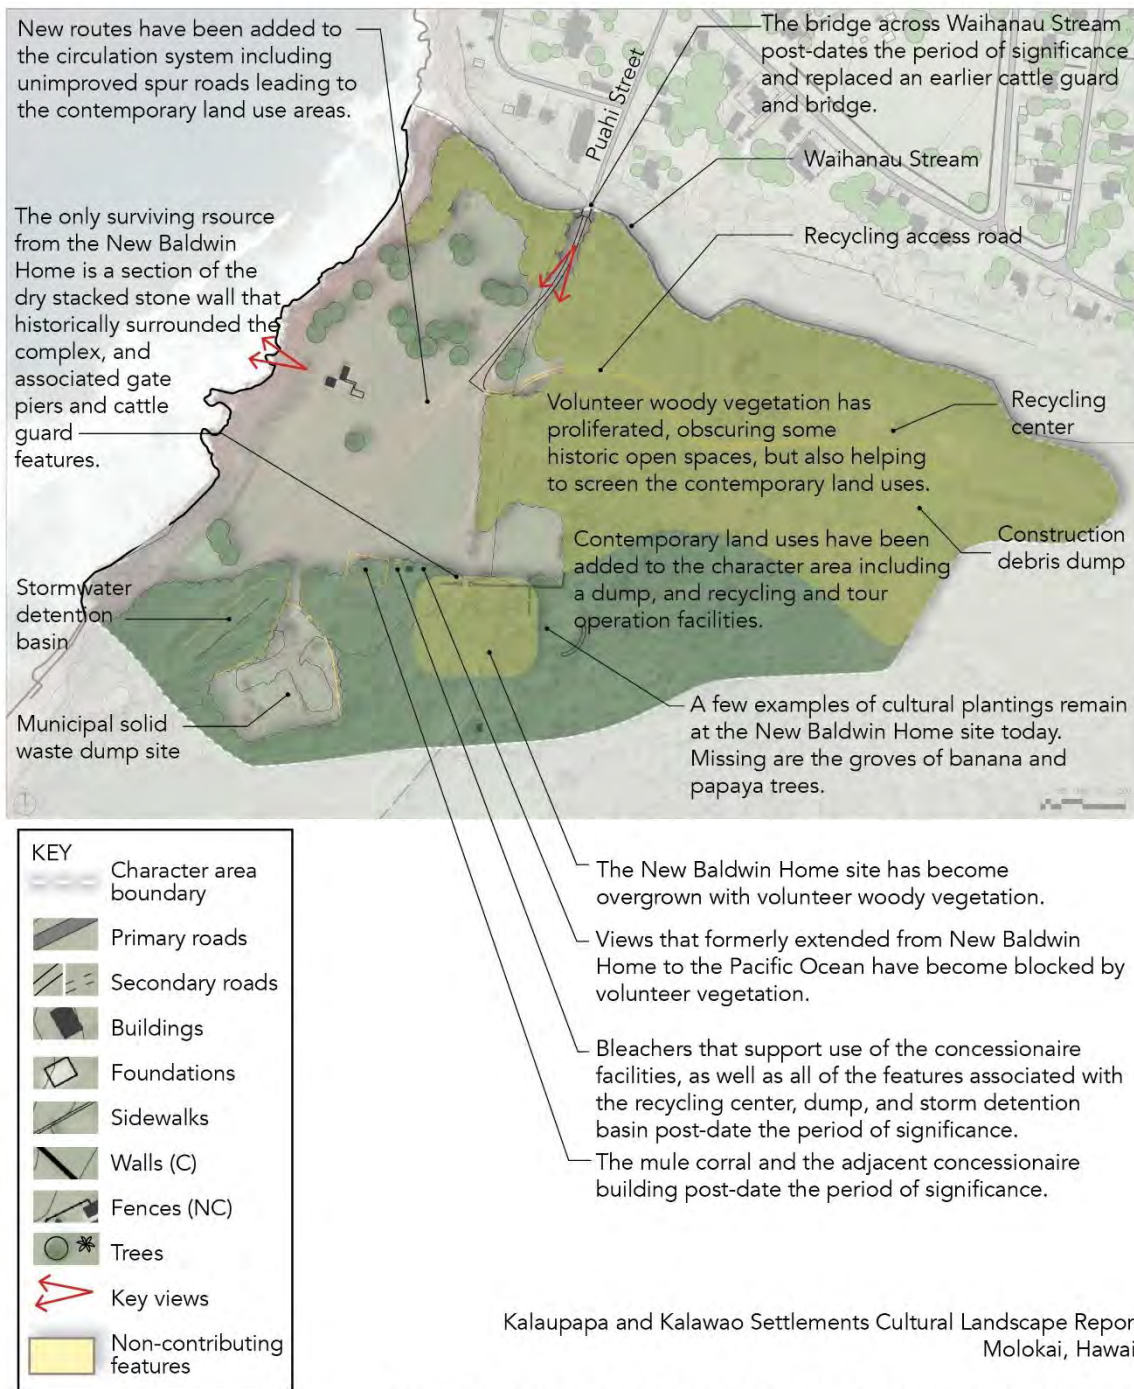 New routes have been added to
the circulation system including
unimproved spur roads leading to
the contemporary land use areas.
The bridge across Waihanau Stream
post-dates the period of significance
and replaced an earlier cattle guard
and bridge.
Puahi Street
Waihanau Stream
Recycling access road
The only surviving rsource
from the New Baldwin
Home is a section of the
dry stacked stone wall that
historically surrounded the
complex, and
associated gate
piers and cattle
guard
features.
Volunteer woody vegetation has
proliferated, obscuring some
historic open spaces, but also helping
to screen the contemporary land uses.
Recycling
center
Contemporary land uses have been
added to the character area including
a dump, and recycling and tour
operation facilities.
Construction
debris dump
Stormwater
detention
basin
Municipal solid
waste dump site
A few examples of cultural plantings remain
at the New Baldwin Home site today.
Missing are the groves of banana and
papaya trees.
KEY
Character area
boundary
Primary roads
Secondary roads
Buildings
Foundations
Sidewalks
Walls (C)
Fences (NC)
Trees
Key views
Non-contributing
features
The New Baldwin Home site has become
overgrown with volunteer woody vegetation.
Views that formerly extended from New Baldwin
Home to the Pacific Ocean have become blocked by
volunteer vegetation.
Bleachers that support use of the concessionaire
facilities, as well as all of the features associated with
the recycling center, dump, and storm detention
basin post-date the period of significance.
The mule corral and the adjacent concessionaire
building post-date the period of significance.
Kalaupapa and Kalawao Settlements Cultural Landscape Repor
Molokai, Hawai